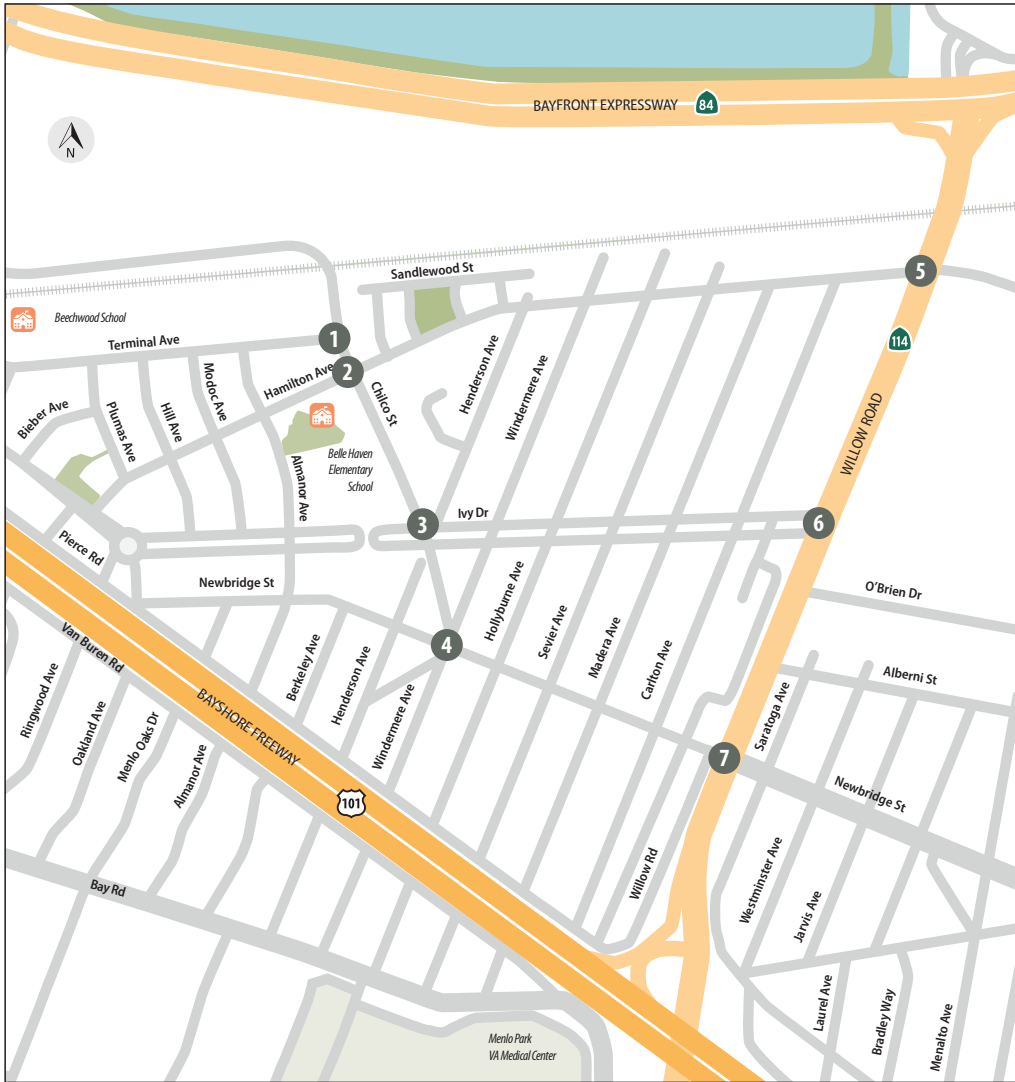 BAYFRONT EXPRESSWAY
84
N
Sandlewood St
5
Beechwood School
Terminal Ave
1
114
2
Hamilton Ave
Modoc Ave
Chilco St
Henderson Ave
Windermere Ave
Bieber Ave
Plumas Ave
Hill Ave
WILLOW ROAD
Belle Haven
Elementary
School
Almanor Ave
3
Ivy Dr
6
Pierce Rd
Newbridge St
O'Brien Dr
Hollyburne Ave
Sevier Ave
Madera Ave
Carlton Ave
4
Van Buren Rd
Berkeley Ave
Henderson Ave
Windermere Ave
Alberni St
Saratoga Ave
Ringwood Ave
Oakland Ave
Menlo Oaks Dr
Almanor Ave
BAYSHORE FREEWAY
7
101
Newbridge St
Bay Rd
Willow Rd
Westminster Ave
Jarvis Ave
Laurel Ave
Bradley Way
Menalto Ave
Menlo Park
VA Medical Center